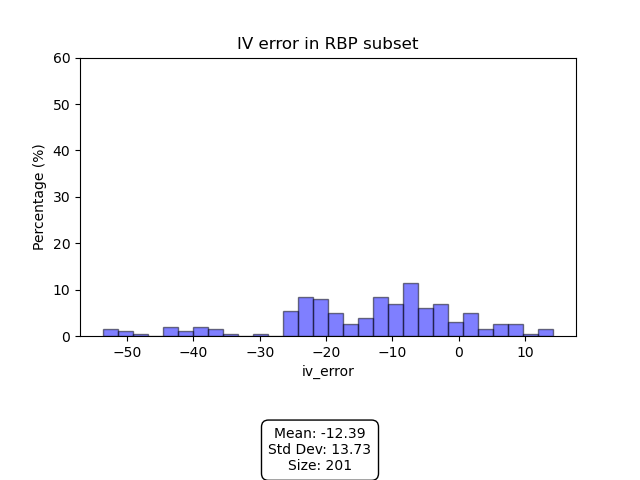 IV error in RBP subset
60
50
40
30
20
10
0
Percentage (%)
−50 −40 −30 −20 −10 0 10
iv_error
Mean: -12.39
Std Dev: 13.73
Size: 201